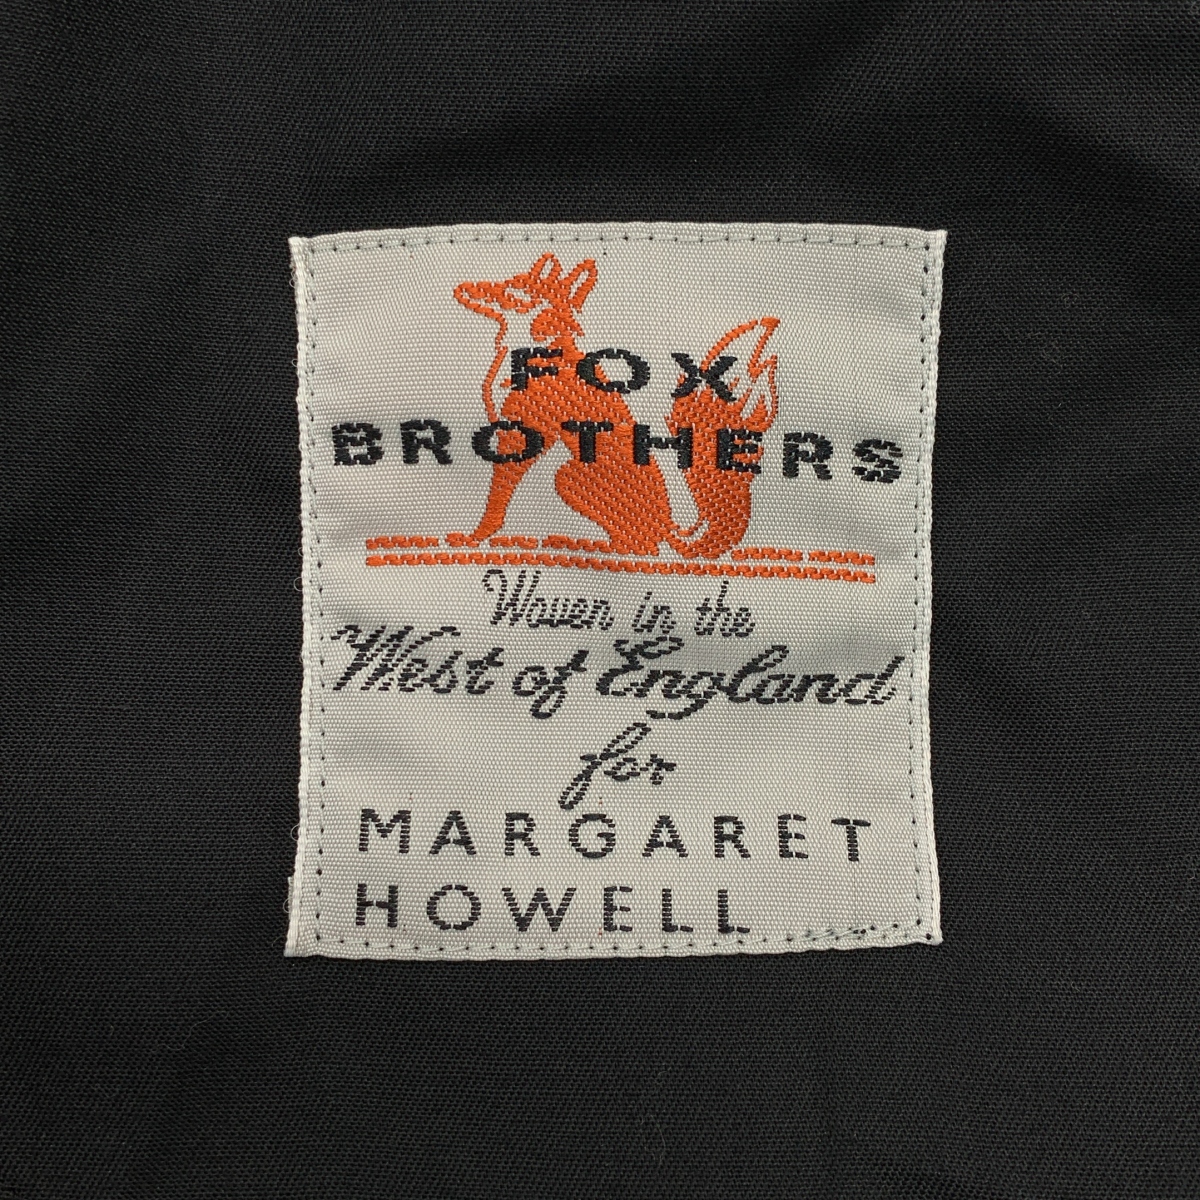 FOX
BROTHERS
Woven in the
West of England
for
MARGARET
HOWELL